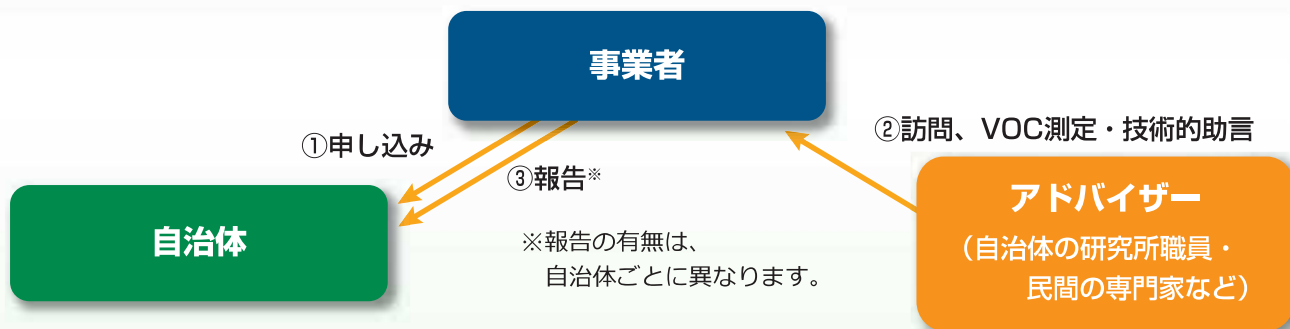 事業者
①申し込み
②訪問、VOC測定・技術的助言
③報告※
自治体
※報告の有無は、
自治体ごとに異なります。
アドバイザー
（自治体の研究所職員・
民間の専門家など）